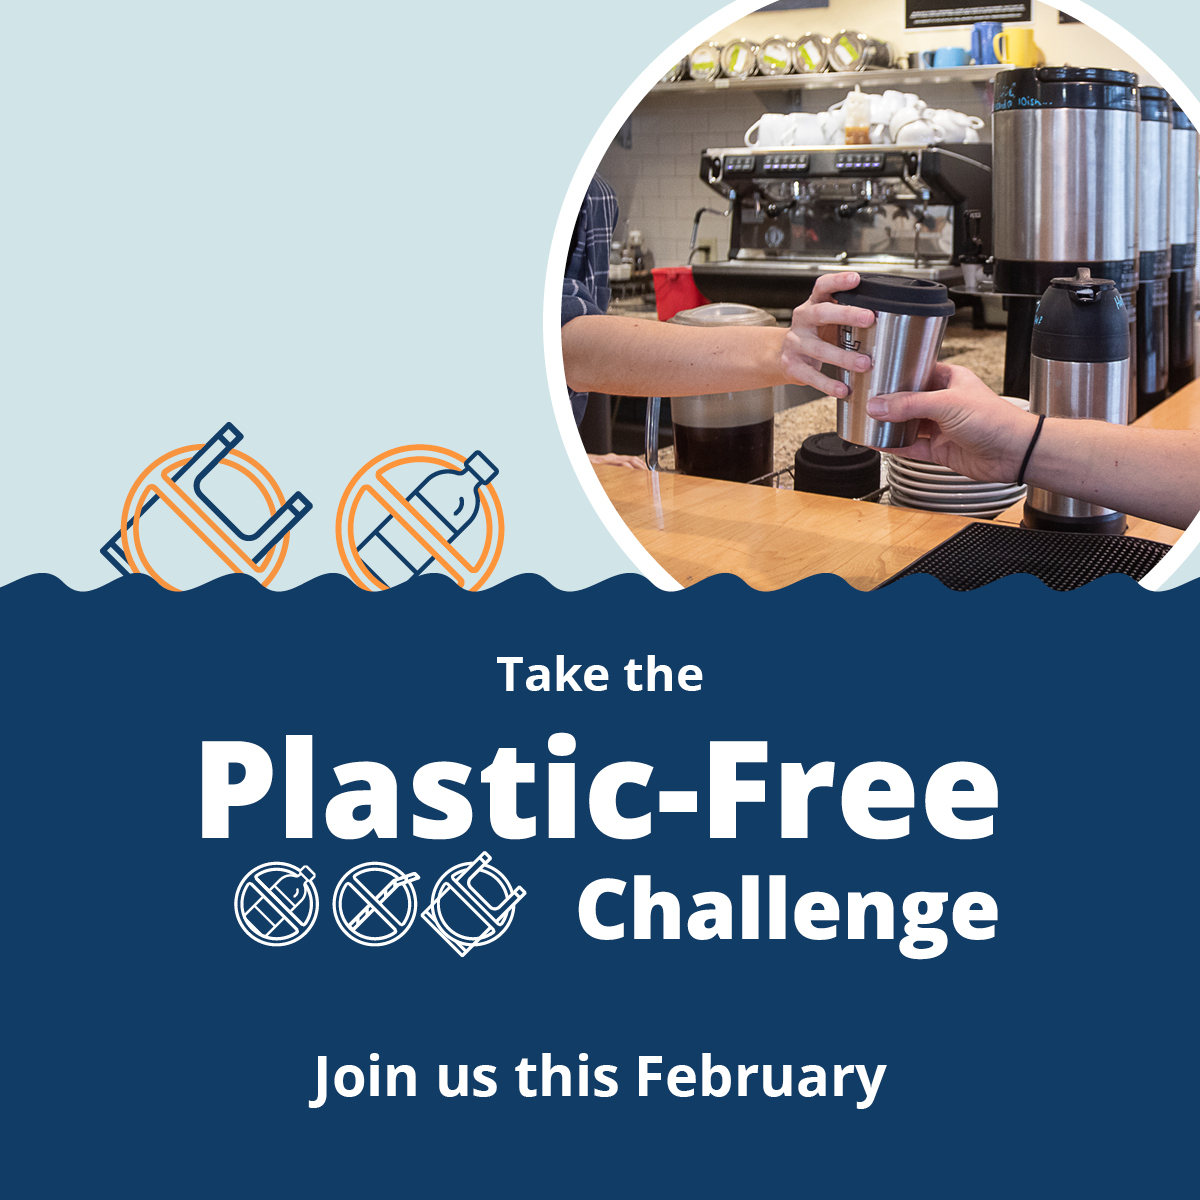 Take the
Plastic-Free
Challenge
Join us this February